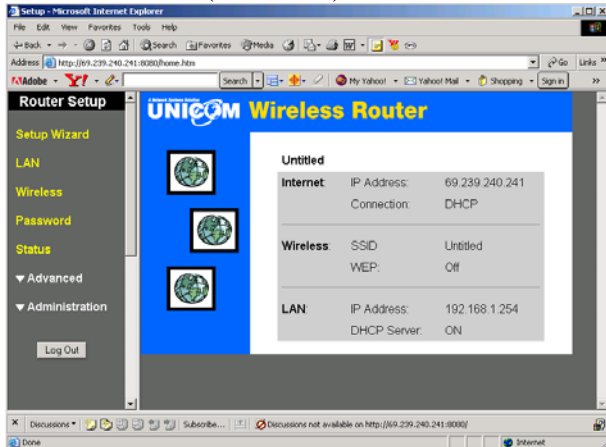 Setup - Microsoft Internet Explorer
File Edit View Favorites Tools Help
Back Search Favorites Media
Address http://69.239.240.241:8080/home.htm Go Links »
Adobe Y! Search My Yahoo! Yahoo! Mail Shopping Sign in »
Router Setup
Setup Wizard
LAN
Wireless
Password
Status
Advanced
Administration
Log Out
UNICOM Wireless Router
Untitled
Internet: IP Address: 69.239.240.241
Connection: DHCP
Wireless: SSID Untitled
WEP: Off
LAN: IP Address: 192.168.1.254
DHCP Server: ON
Discussions Subscribe... Discussions not available on http://69.239.240.241:8080/
Done Internet